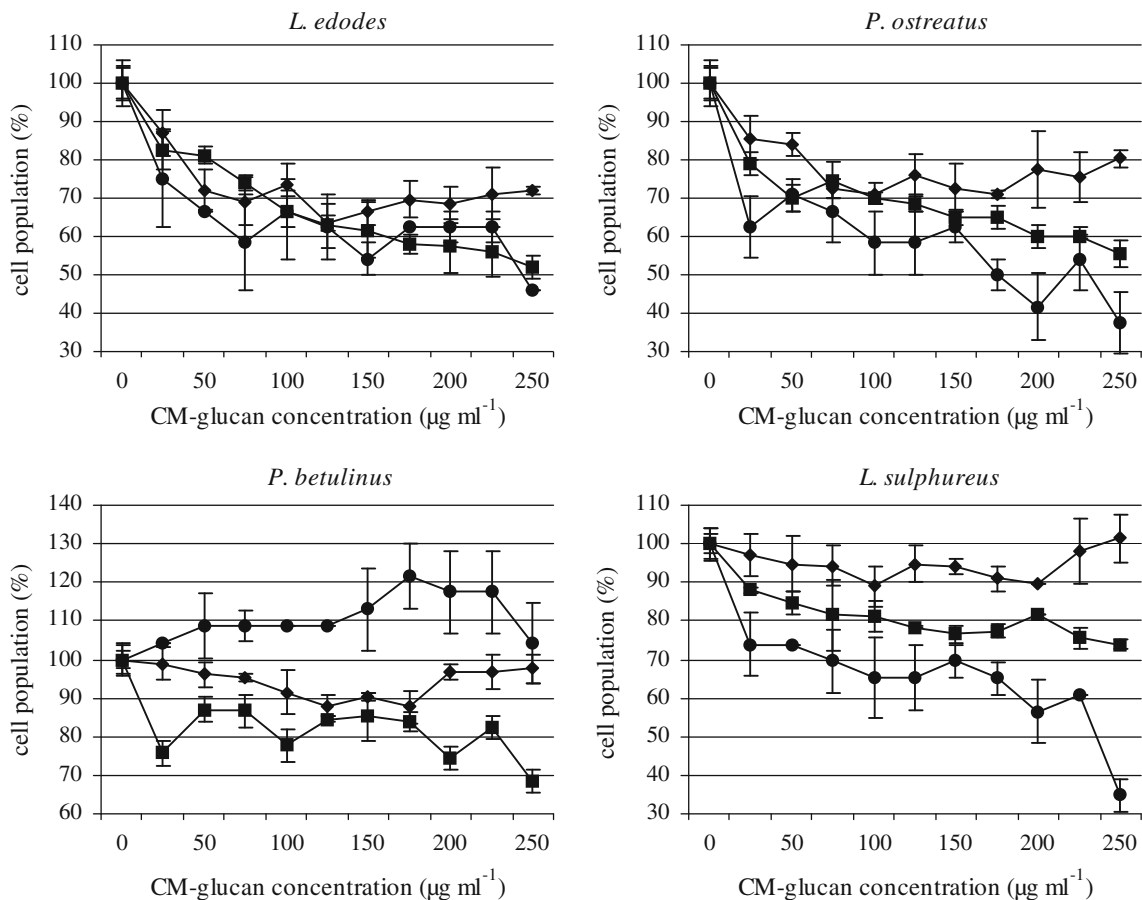 L. edodes
110
100
90
80
70
60
50
40
30
cell population (%)
0 50 100 150 200 250
CM-glucan concentration (µg ml⁻¹)
P. ostreatus
110
100
90
80
70
60
50
40
30
cell population (%)
0 50 100 150 200 250
CM-glucan concentration (µg ml⁻¹)
P. betulinus
140
130
120
110
100
90
80
70
60
cell population (%)
0 50 100 150 200 250
CM-glucan concentration (µg ml⁻¹)
L. sulphureus
110
100
90
80
70
60
50
40
30
cell population (%)
0 50 100 150 200 250
CM-glucan concentration (µg ml⁻¹)